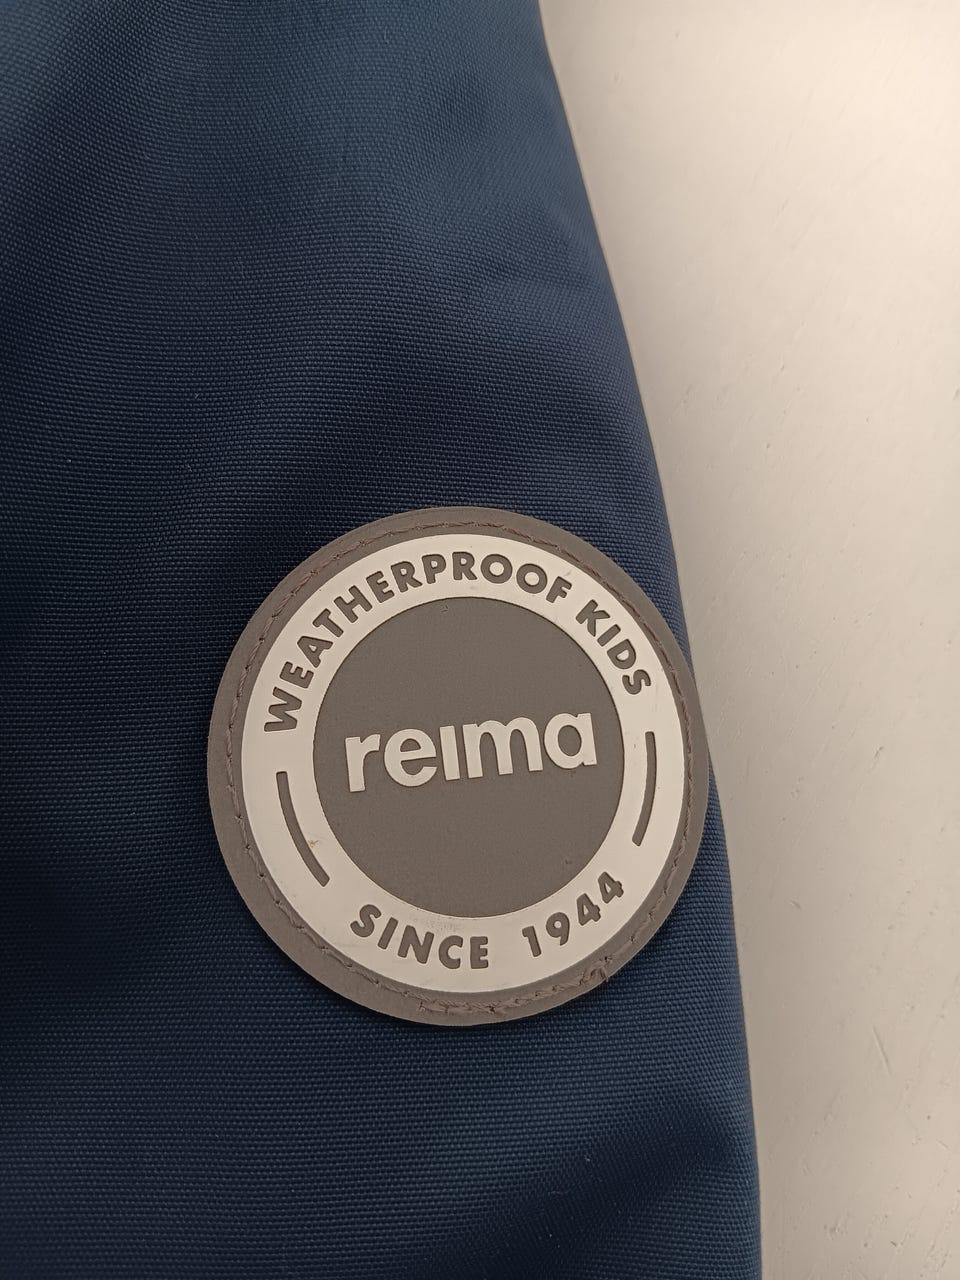 WEATHERPROOF KIDS
reima
SINCE 1944